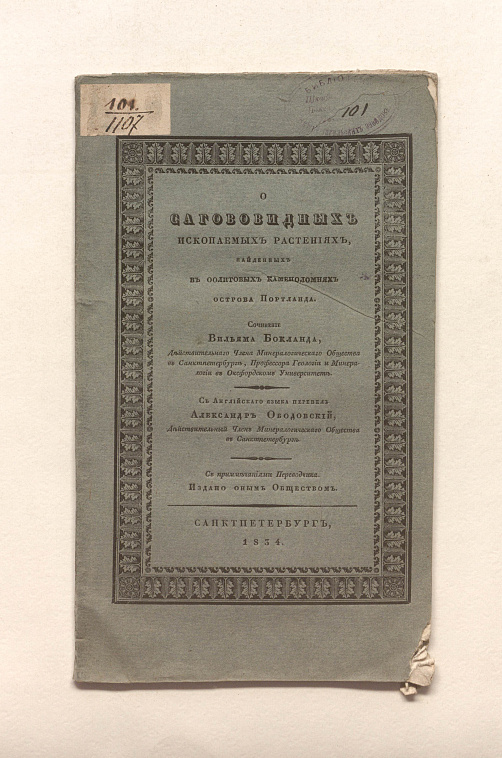 101.
1107
101
О
САГОВОВИДНЫХЪ
ИСКОПАЕМЫХЪ РАСТЕНІЯХЪ,
НАЙДЕННЫХЪ
ВЪ ООЛИТОВЫХЪ КАМЕНОЛОМНЯХЪ
ОСТРОВА ПОРТЛАНДА.
СОЧИНЕНІЕ
ВИЛЬЯМА БОКЛАНДА,
Дѣйствительнаго Члена Минералогическаго Общества
въ Санктпетербургѣ, Профессора Геологіи и Минера-
логіи въ Оксфордскомъ Университетѣ.
СЪ АНГЛІЙСКАГО ЯЗЫКА ПЕРЕВЕЛЪ
АЛЕКСАНДРЪ ОБОДОВСКІЙ,
Дѣйствительный Членъ Минералогическаго Общества
въ Санктпетербургѣ.
Съ примѣчаніями Переводчика.
ИЗДАНО ОНЫМЪ ОБЩЕСТВОМЪ.
САНКТПЕТЕРБУРГЪ,
1834.